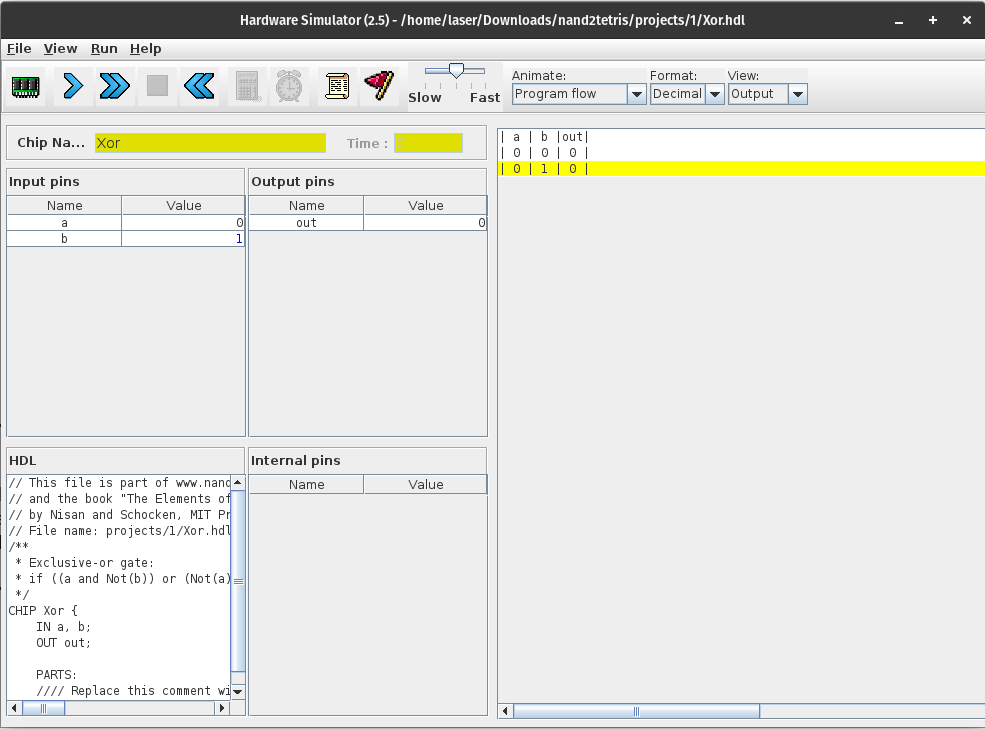 Hardware Simulator (2.5) - /home/laser/Downloads/nand2tetris/projects/1/Xor.hdl
File View Run Help
Slow Fast
Animate: Format: View:
Program flow Decimal Output
Chip Na... Xor Time :
Input pins
Name Value
a 0
b 1
Output pins
Name Value
out 0
HDL
// This file is part of www.nand
// and the book "The Elements of
// by Nisan and Schocken, MIT Pr
// File name: projects/1/Xor.hdl
/**
* Exclusive-or gate:
* if ((a and Not(b)) or (Not(a)
*/
CHIP Xor {
IN a, b;
OUT out;
PARTS:
//// Replace this comment wi
Internal pins
Name Value
| a | b |out|
| 0 | 0 | 0 |
| 0 | 1 | 0 |